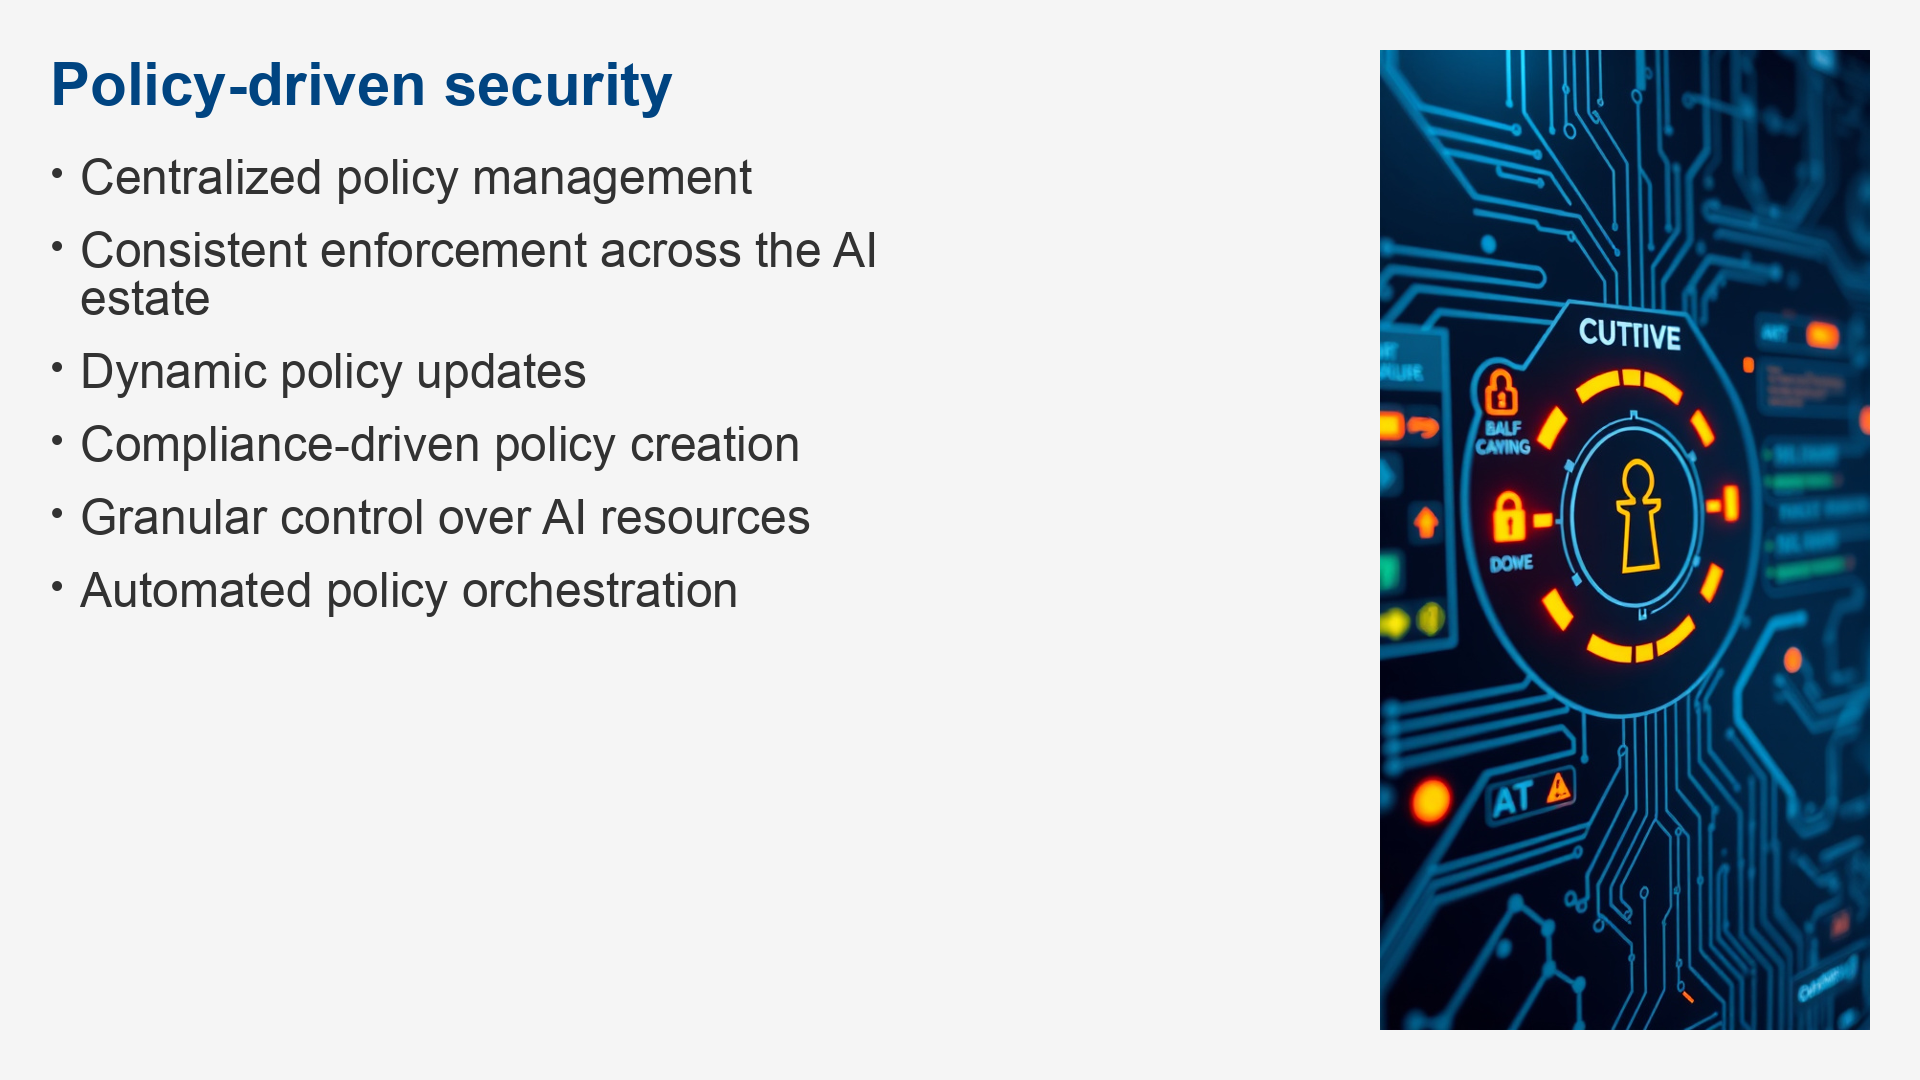 Policy-driven security
• Centralized policy management
• Consistent enforcement across the AI
estate
• Dynamic policy updates
• Compliance-driven policy creation
• Granular control over AI resources
• Automated policy orchestration
CUTTIVE
BALF
CAYING
DOWE
AT